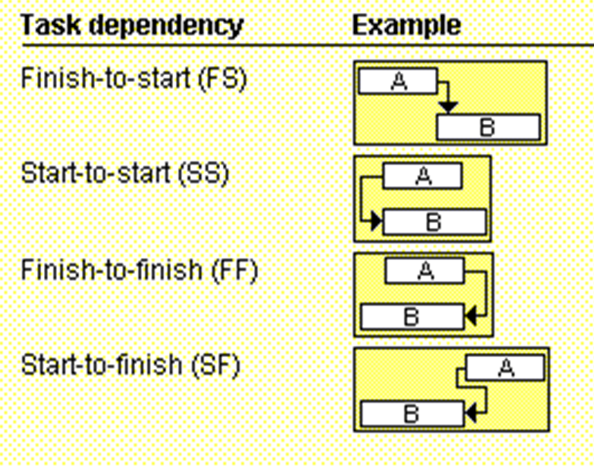 Task dependency Example
Finish-to-start (FS)
A
B
Start-to-start (SS)
A
B
Finish-to-finish (FF)
A
B
Start-to-finish (SF)
A
B